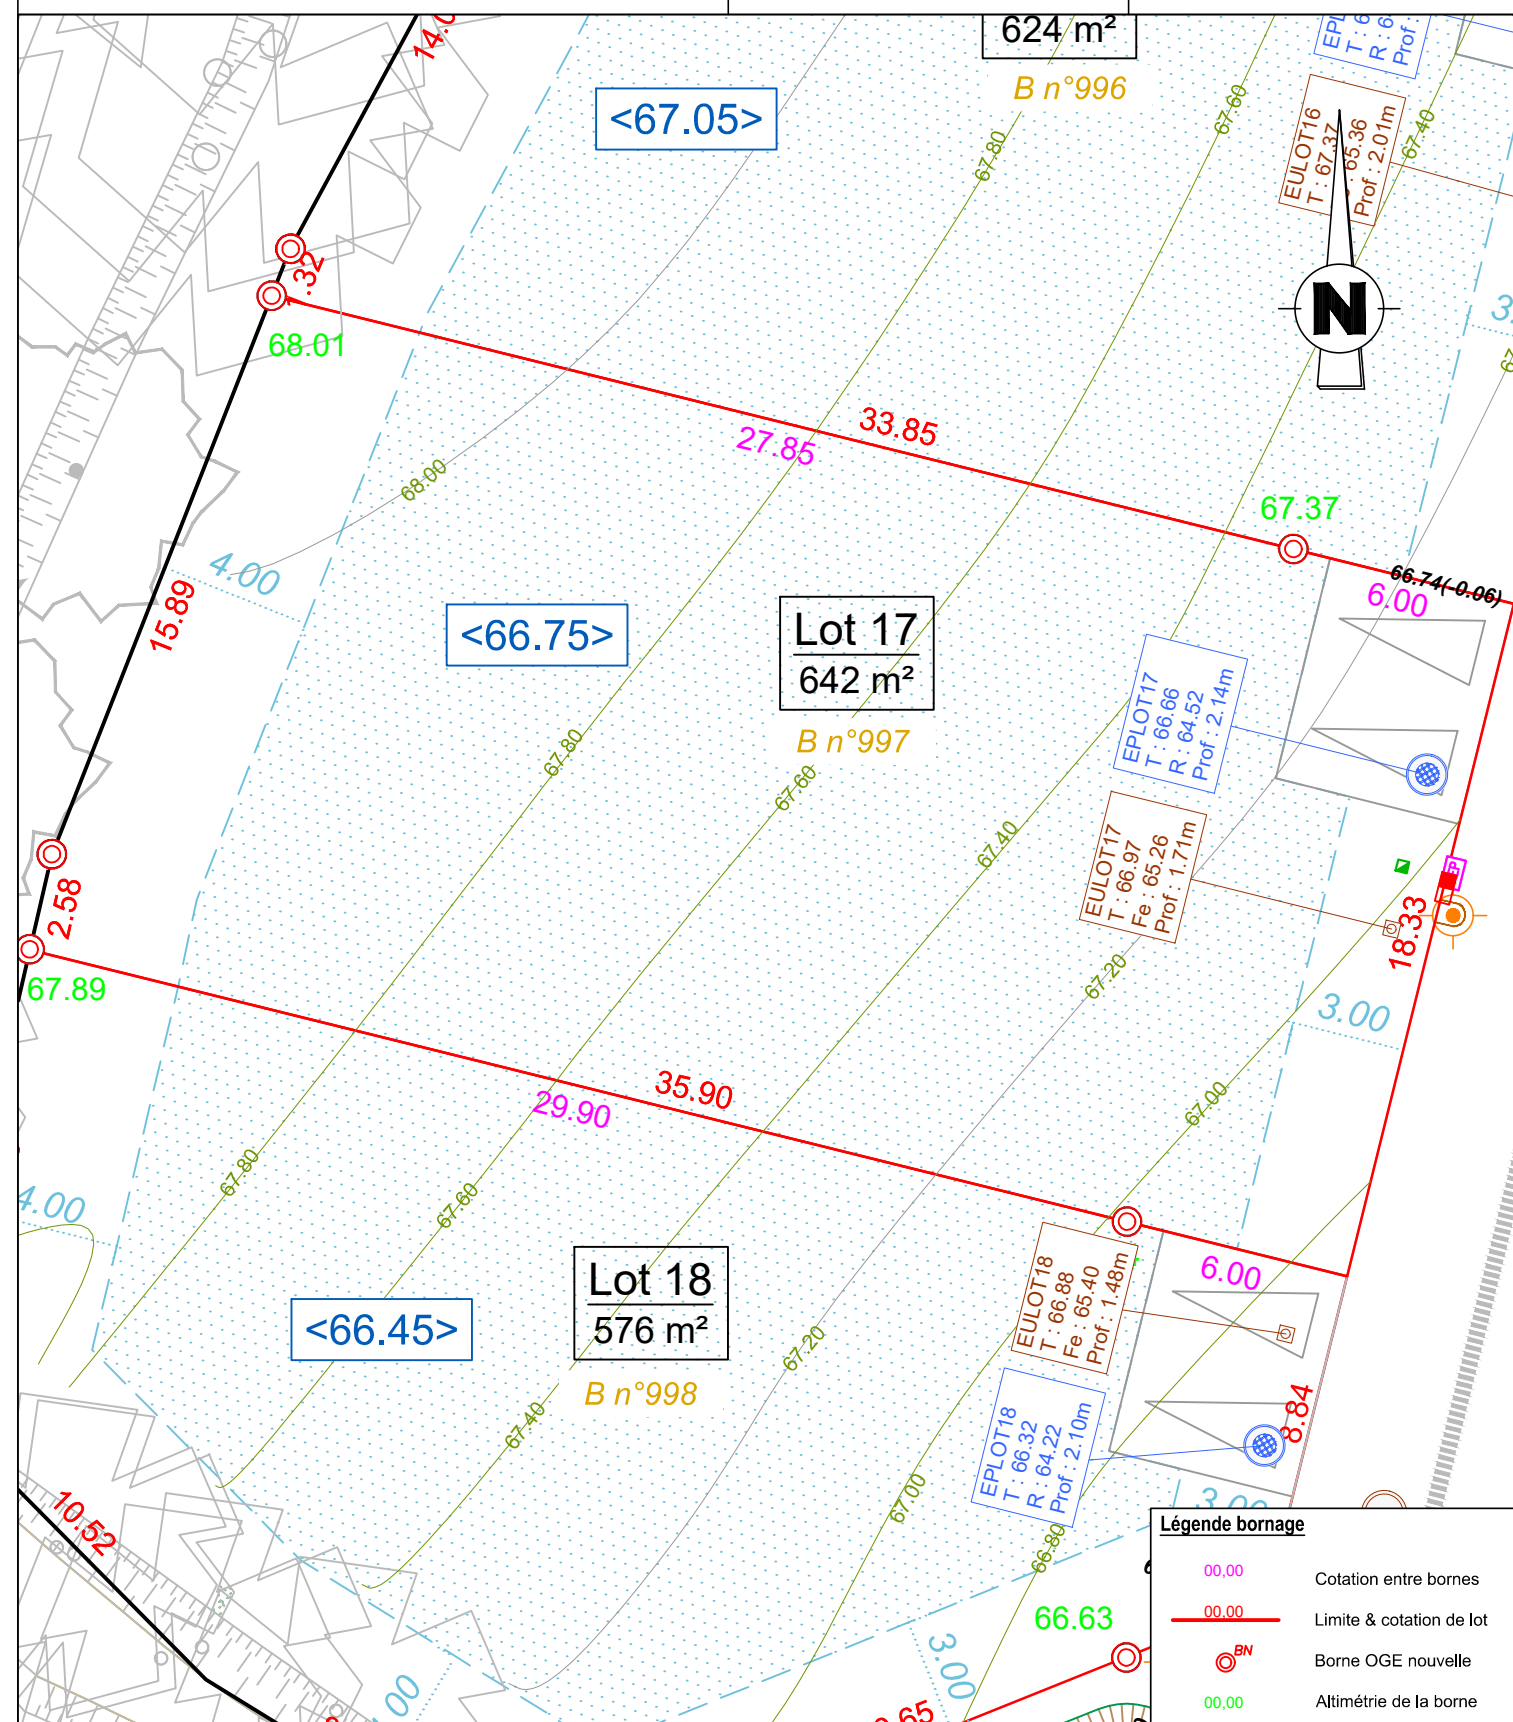 624 m²
B n°996
<67.05>
67.80
67.60
67.40
EULOT16
T : 67.37
65.36
Prof : 2.01m
N
68.01
33.85
27.85
67.37
68.00
4.00
15.89
66.74(-0.06)
6.00
<66.75>
Lot 17
642 m²
B n°997
EPLOT17
T : 66.66
R : 64.52
Prof : 2.14m
67.80
67.60
67.40
EULOT17
T : 66.97
Fe : 65.26
Prof : 1.71m
EP
18.33
2.58
67.89
67.20
3.00
35.90
29.90
67.00
67.80
67.60
4.00
6.00
Lot 18
576 m²
B n°998
<66.45>
EULOT18
T : 66.88
Fe : 65.40
Prof : 1.48m
67.20
67.40
8.84
EPLOT18
T : 66.32
R : 64.22
Prof : 2.10m
67.00
66.80
3.00
10.52
66.63
3.00
Légende bornage
00,00 Cotation entre bornes
00,00 Limite & cotation de lot
BN Borne OGE nouvelle
00,00 Altimétrie de la borne